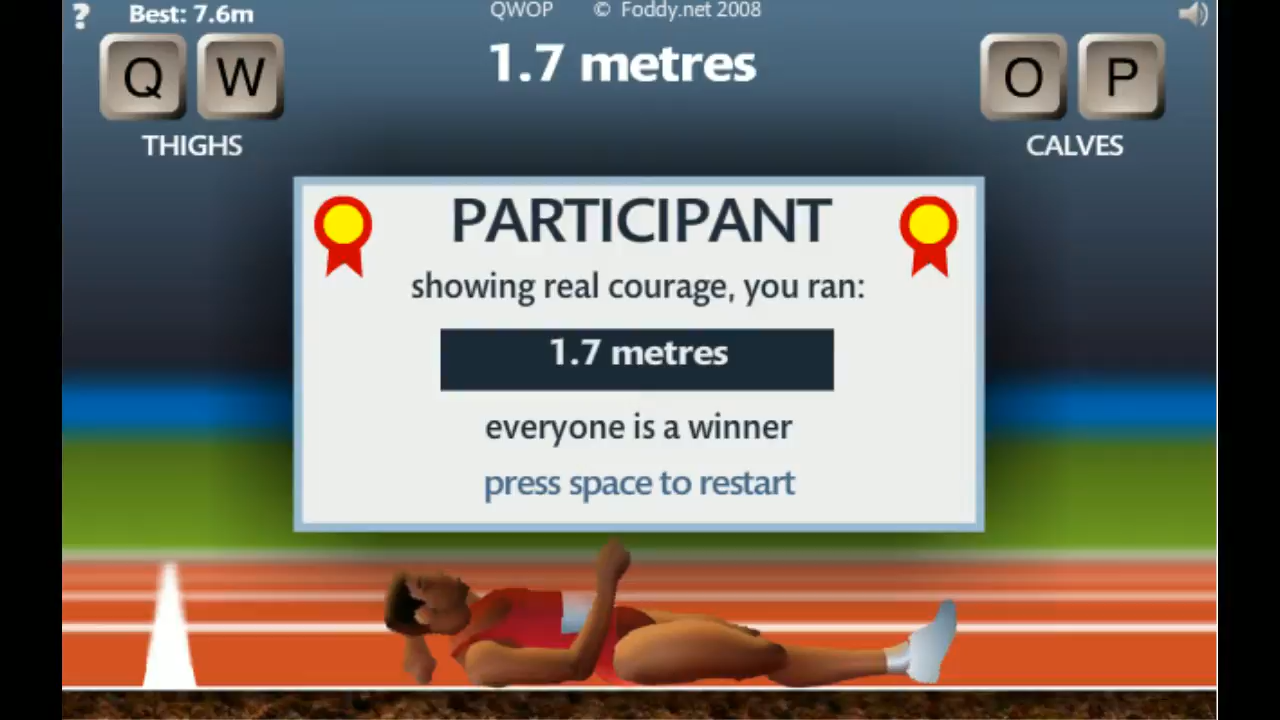 ? Best: 7.6m QWOP © Foddy.net 2008
Q W 1.7 metres O P
THIGHS CALVES
PARTICIPANT
showing real courage, you ran:
1.7 metres
everyone is a winner
press space to restart